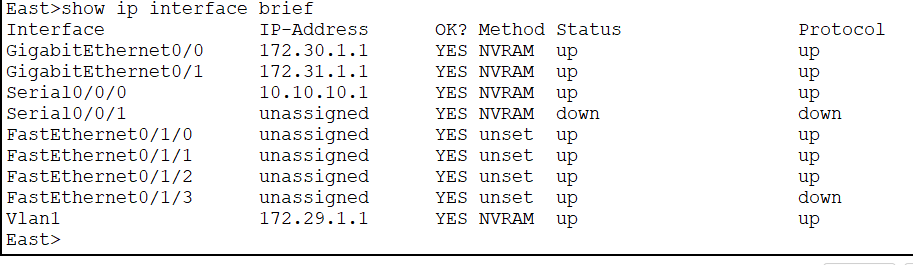 East>show ip interface brief
Interface IP-Address OK? Method Status Protocol
GigabitEthernet0/0 172.30.1.1 YES NVRAM up up
GigabitEthernet0/1 172.31.1.1 YES NVRAM up up
Serial0/0/0 10.10.10.1 YES NVRAM up up
Serial0/0/1 unassigned YES NVRAM down down
FastEthernet0/1/0 unassigned YES unset up up
FastEthernet0/1/1 unassigned YES unset up up
FastEthernet0/1/2 unassigned YES unset up up
FastEthernet0/1/3 unassigned YES unset up down
Vlan1 172.29.1.1 YES NVRAM up up
East>